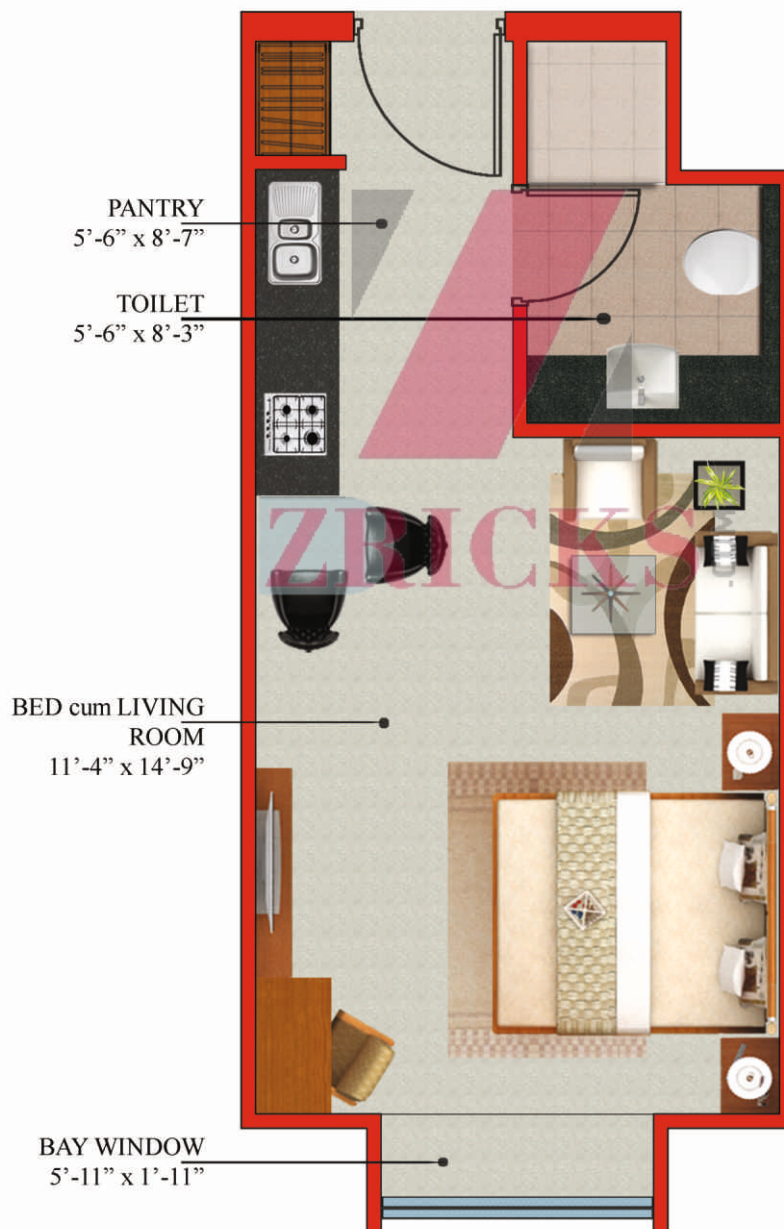 PANTRY
5’-6” x 8’-7”
TOILET
5’-6” x 8’-3”
ZBRICKS
BED cum LIVING
ROOM
11’-4” x 14’-9”
BAY WINDOW
5’-11” x 1’-11”